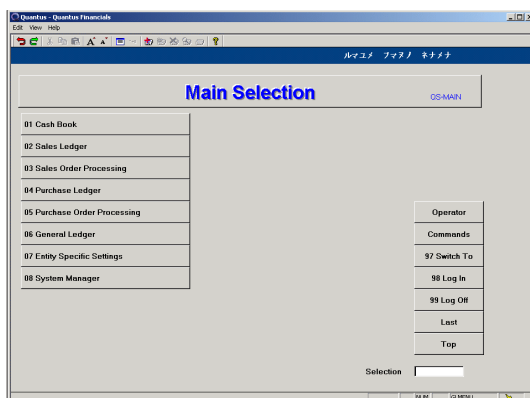 Quantus - Quantus Financials
Edit View Help
ルマユメ フマヌノ ネナメナ
Main Selection
QS-MAIN
01 Cash Book
02 Sales Ledger
03 Sales Order Processing
04 Purchase Ledger
05 Purchase Order Processing
06 General Ledger
07 Entity Specific Settings
08 System Manager
Operator
Commands
97 Switch To
98 Log In
99 Log Off
Last
Top
Selection
NUM